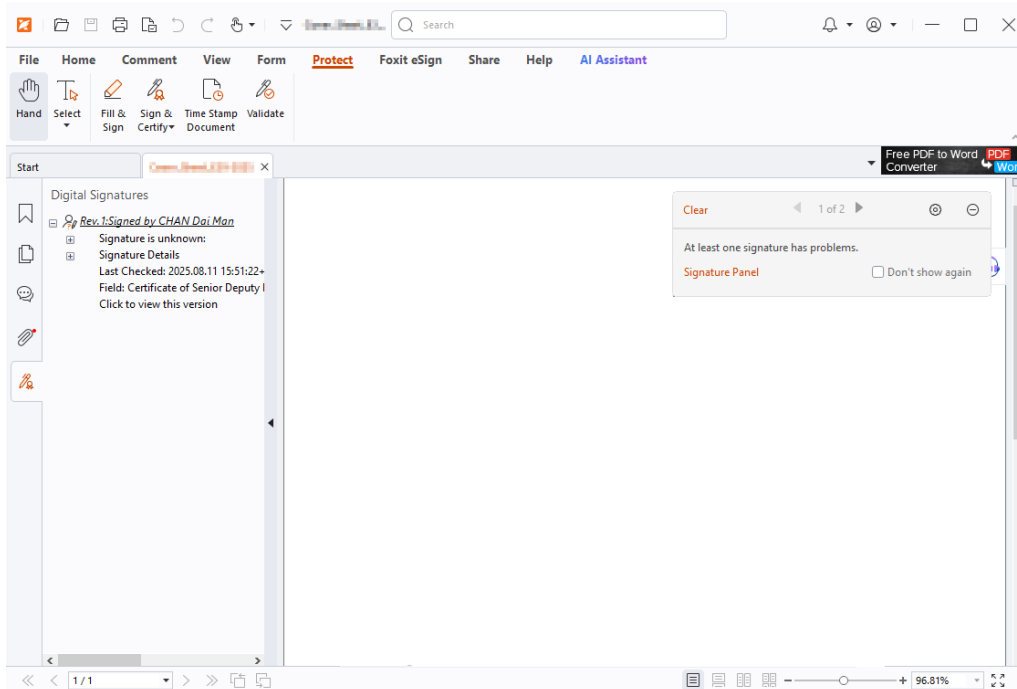 Search
File Home Comment View Form Protect Foxit eSign Share Help AI Assistant
Hand Select Fill & Sign Sign & Certify Time Stamp Document Validate
Start
Free PDF to Word Converter PDF
Digital Signatures
Rev. 1:Signed by CHAN Dai Man
Signature is unknown:
Signature Details
Last Checked: 2025.08.11 15:51:22+
Field: Certificate of Senior Deputy
Click to view this version
Clear 1 of 2
At least one signature has problems.
Signature Panel Don't show again
1 / 1 96.81%